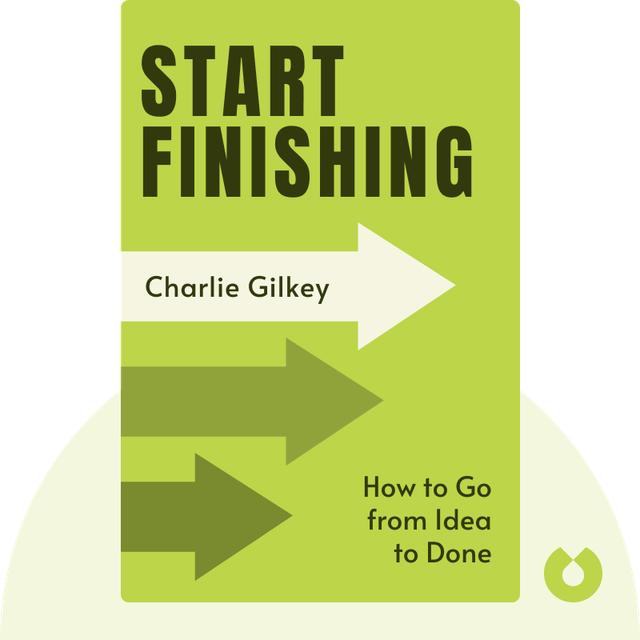 START
FINISHING
Charlie Gilkey
How to Go
from Idea
to Done